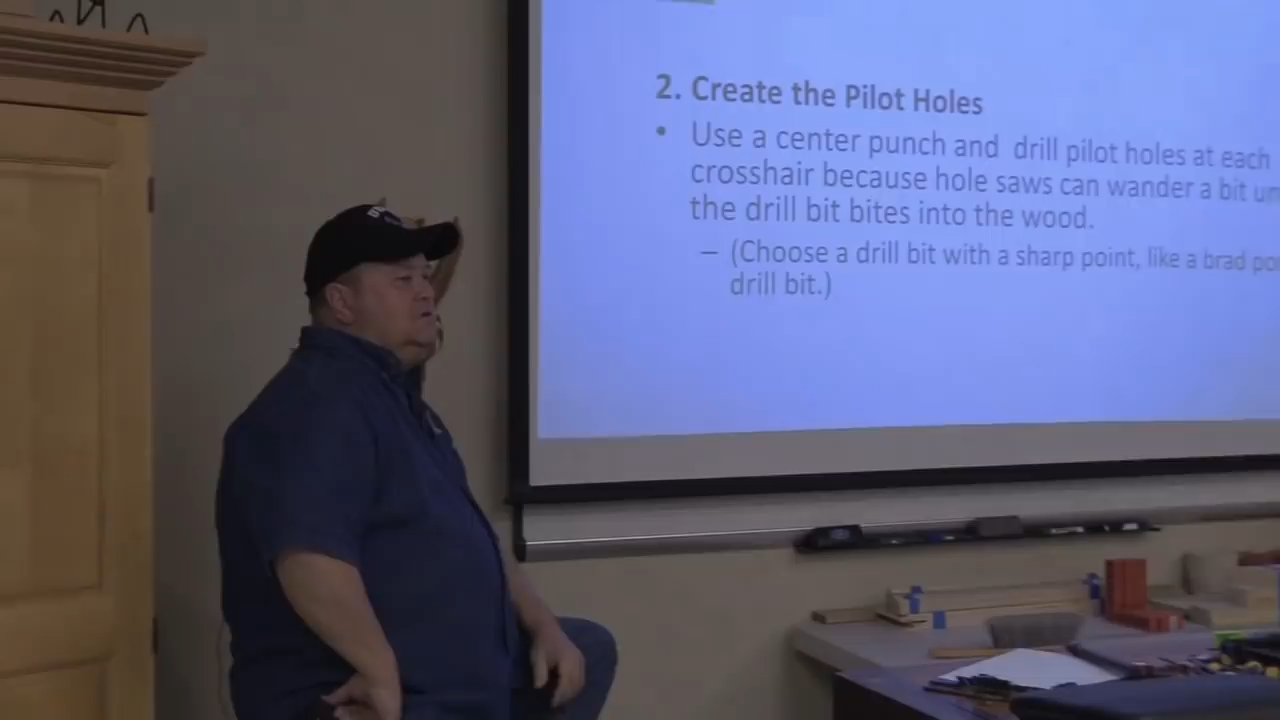 2. Create the Pilot Holes
• Use a center punch and drill pilot holes at each
crosshair because hole saws can wander a bit un
the drill bit bites into the wood.
– (Choose a drill bit with a sharp point, like a brad po
drill bit.)